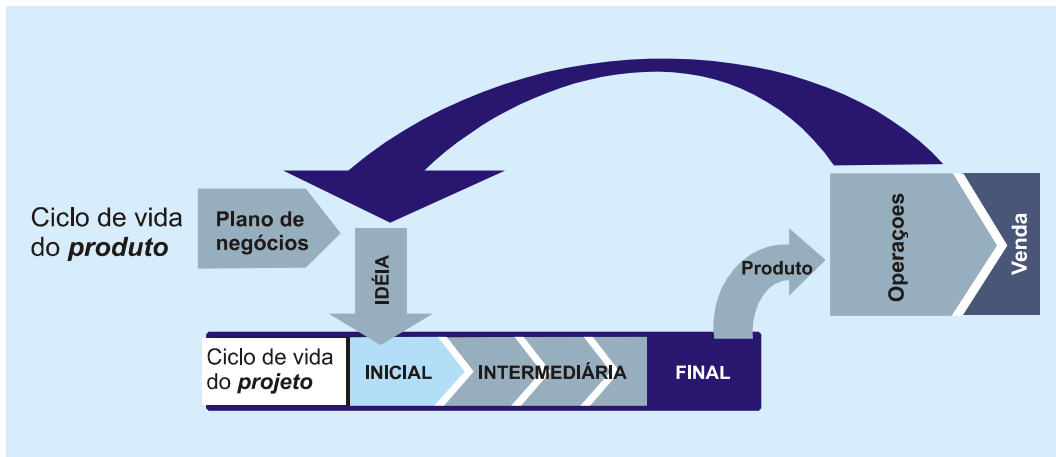 Ciclo de vida
do produto
Plano de
negócios
IDÉIA
Produto
Operaçoes
Venda
Ciclo de vida
do projeto
INICIAL
INTERMEDIÁRIA
FINAL